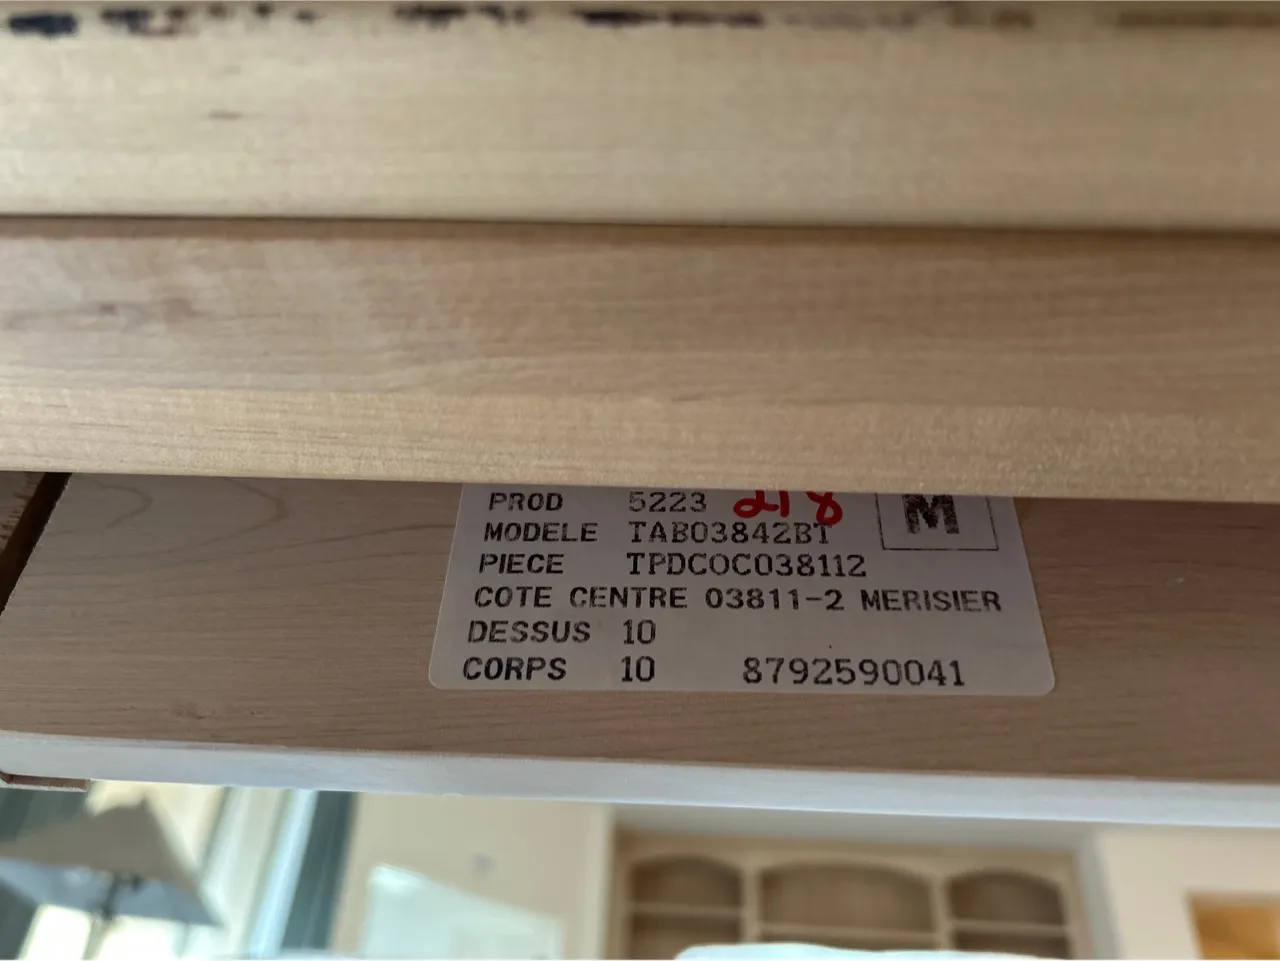 PROD 5223 218 M
MODELE TAB03842BT
PIECE TPDCOC038112
COTE CENTRE 03811-2 MERISIER
DESSUS 10
CORPS 10 8792590041